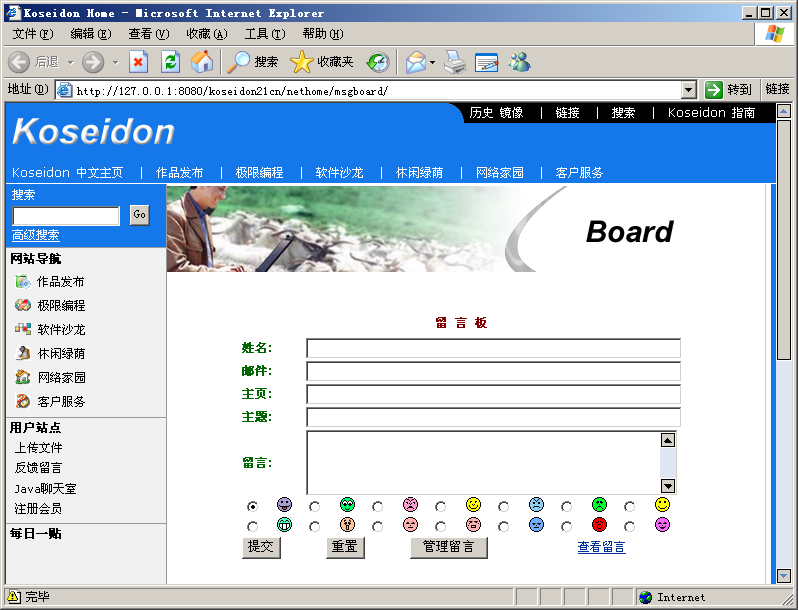 Koseidon Home - Microsoft Internet Explorer
文件(F) 编辑(E) 查看(V) 收藏(A) 工具(T) 帮助(H)
后退 搜索 收藏夹
地址(D) http://127.0.0.1:8080/koseidon21cn/nethome/msgboard/ 转到 链接
历史 镜像 | 链接 | 搜索 | Koseidon 指南
Koseidon
Koseidon 中文主页 | 作品发布 | 极限编程 | 软件沙龙 | 休闲绿荫 | 网络家园 | 客户服务
搜索
Go
高级搜索
Board
网站导航
作品发布
极限编程
软件沙龙
休闲绿荫
网络家园
客户服务
用户站点
上传文件
反馈留言
Java聊天室
注册会员
每日一贴
留 言 板
姓名:
邮件:
主页:
主题:
留言:
提交 重置 管理留言 查看留言
完毕 Internet